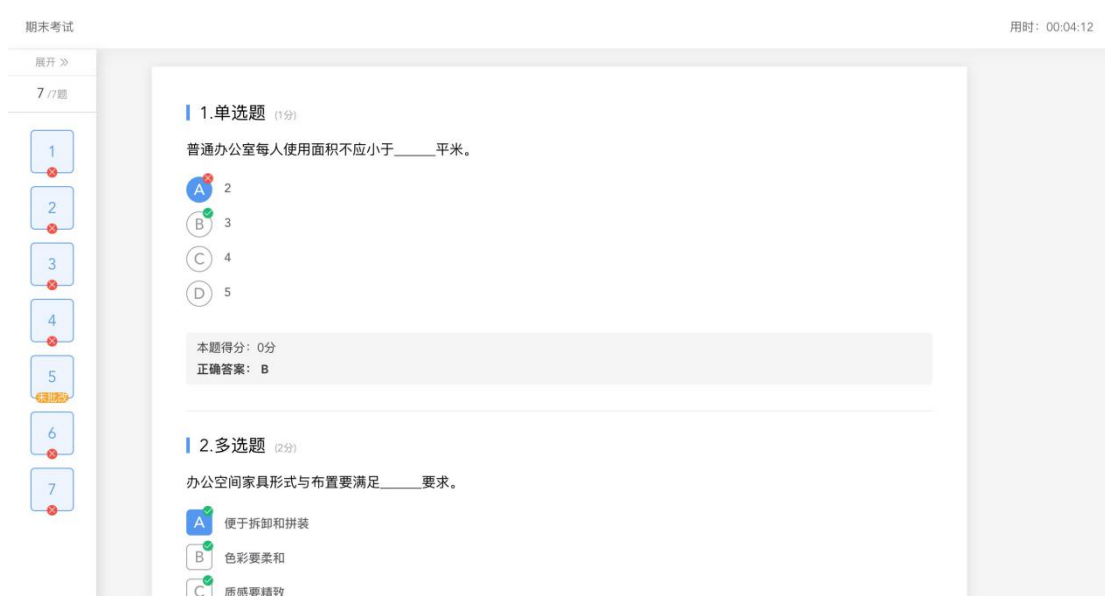 期末考试
用时：00:04:12
展开 》
7 /7题
1
2
3
4
5
未批改
6
7
1.单选题 (1分)
普通办公室每人使用面积不应小于_____平米。
A 2
B 3
C 4
D 5
本题得分：0分
正确答案： B
2.多选题 (2分)
办公空间家具形式与布置要满足_____要求。
A 便于拆卸和拼装
B 色彩要柔和
C 质感要精致